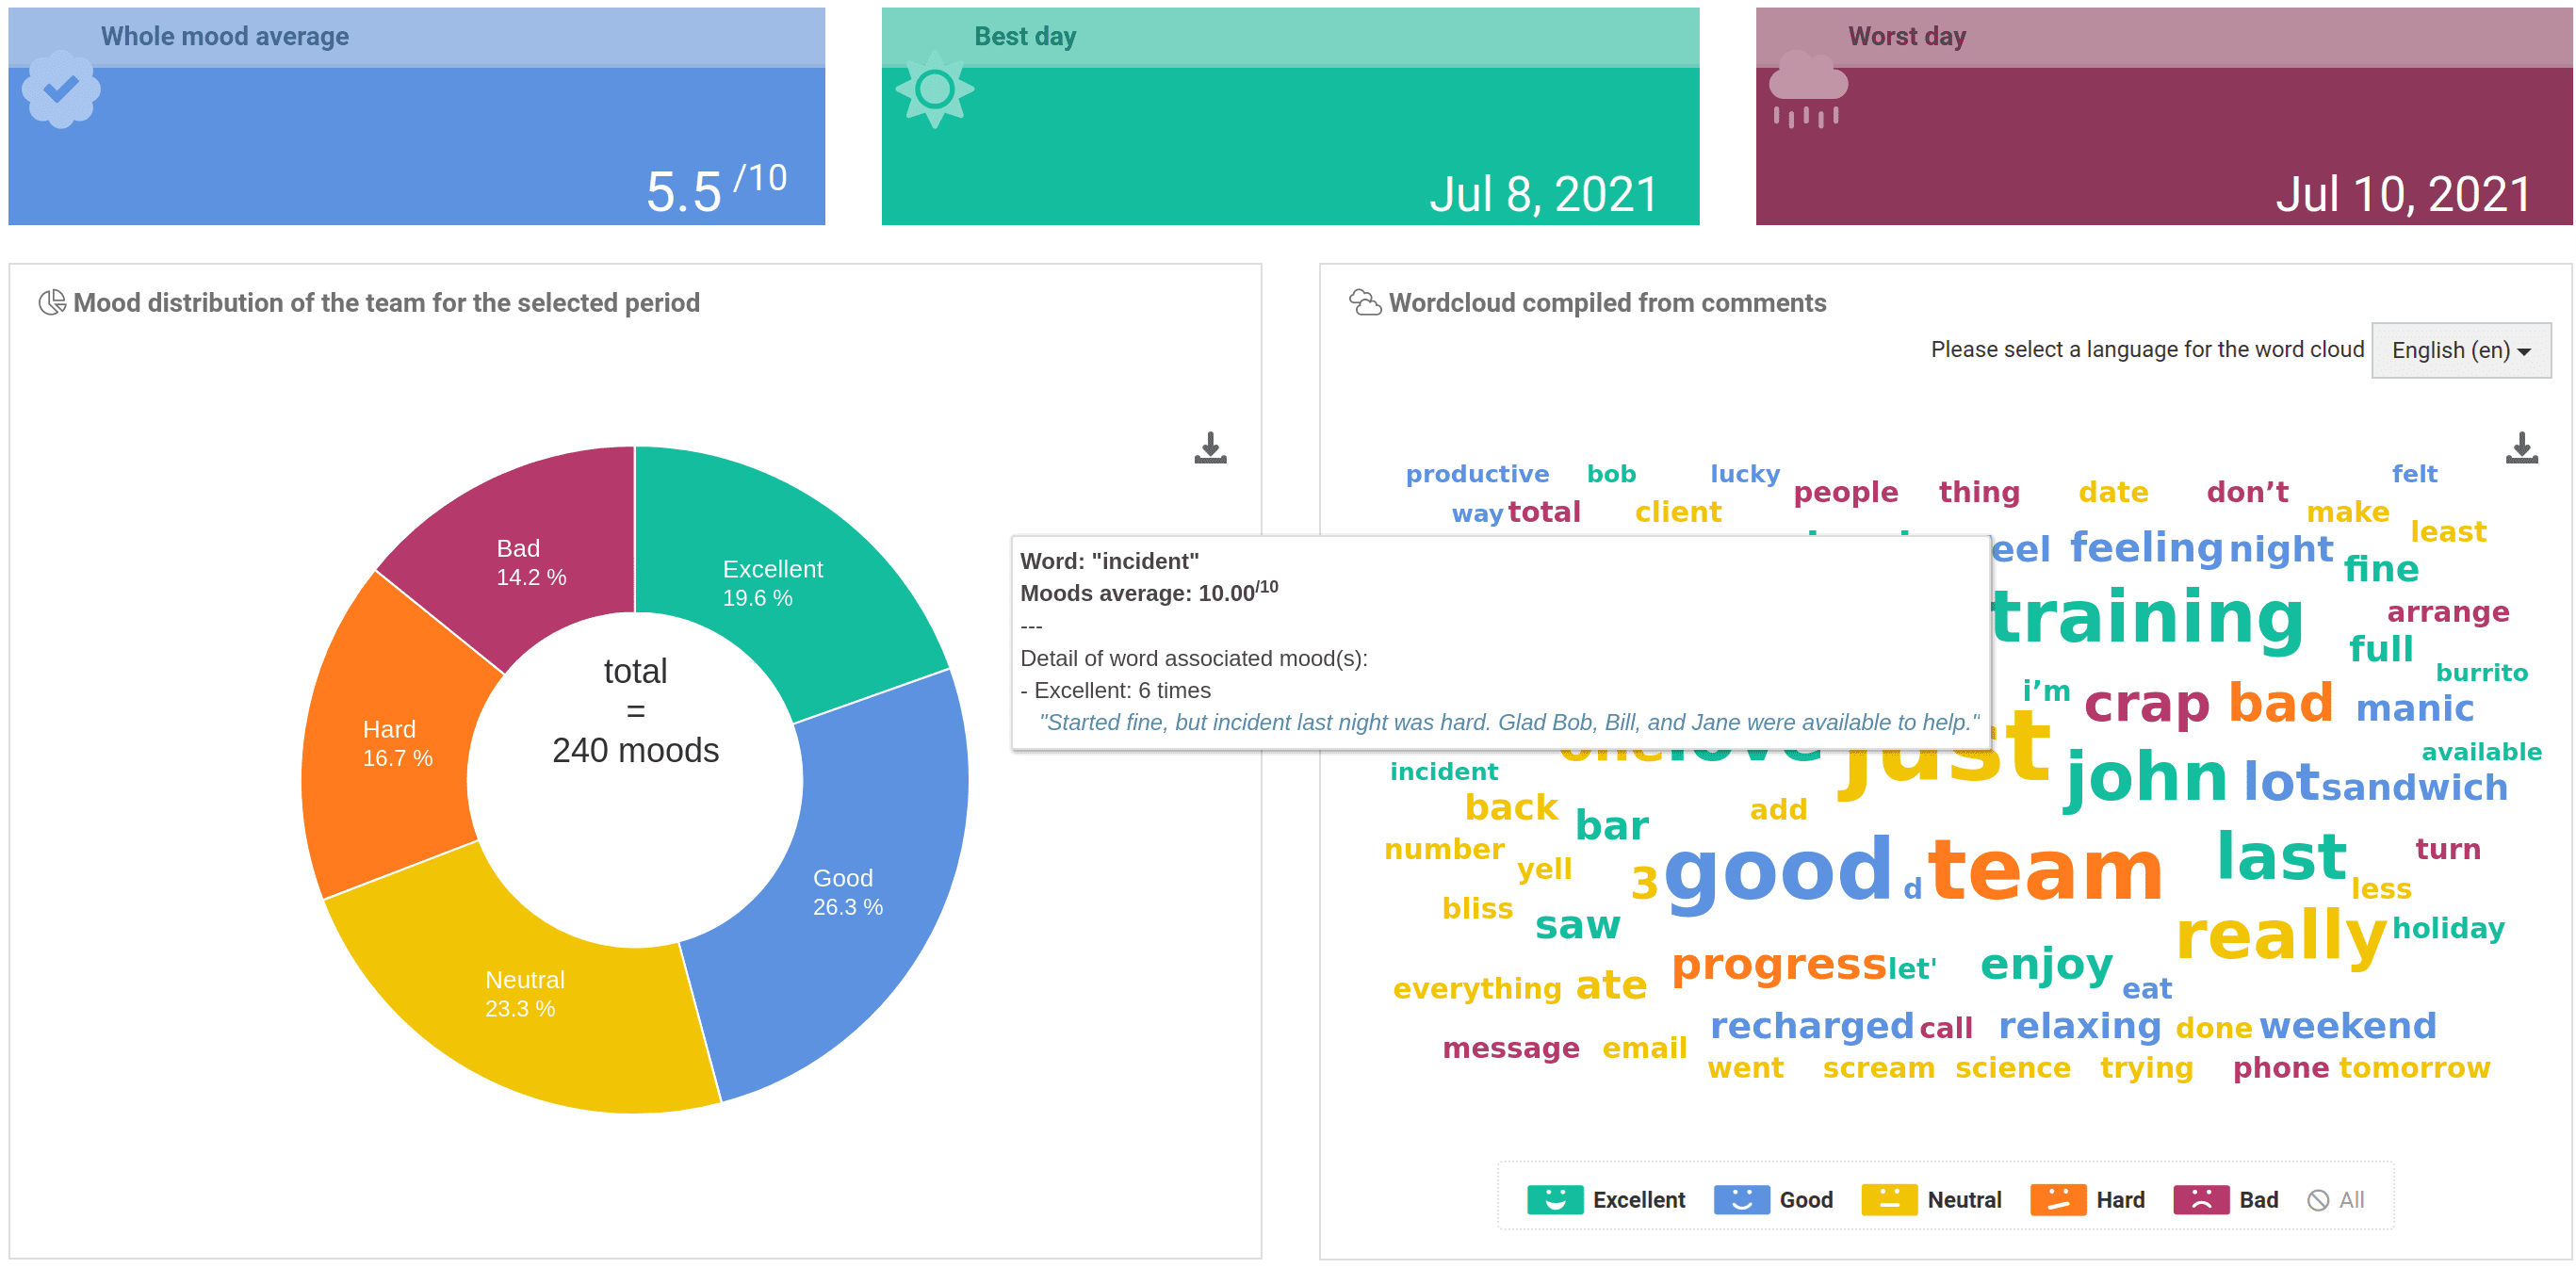 Whole mood average
5.5 /10
Best day
Jul 8, 2021
Worst day
Jul 10, 2021
Mood distribution of the team for the selected period
Bad
14.2 %
Excellent
19.6 %
total
=
240 moods
Hard
16.7 %
Good
26.3 %
Neutral
23.3 %
Wordcloud compiled from comments
Please select a language for the word cloud English (en)
productive bob lucky felt
people thing date don’t
way total client make
least
feeling night
fine
Word: "incident"
Moods average: 10.00/10
---
Detail of word associated mood(s):
- Excellent: 6 times
"Started fine, but incident last night was hard. Glad Bob, Bill, and Jane were available to help."
training arrange
full
burrito
i’m crap bad manic
just
available
incident john lot sandwich
back bar add
number yell 3 good d team last turn
less
bliss saw really holiday
everything ate progress let' enjoy eat
recharged call relaxing done weekend
message email
went scream science trying phone tomorrow
Excellent Good Neutral Hard Bad All